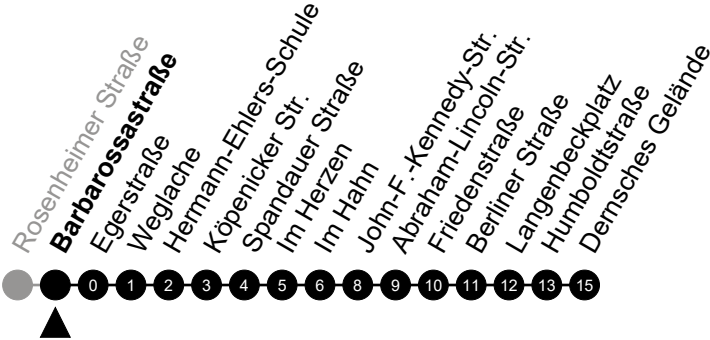 Rosenheimer Straße
Barbarossastraße
Egerstraße
Weglache
Hermann-Ehlers-Schule
Köpenicker Str.
Spandauer Straße
Im Herzen
Im Hahn
John-F.-Kennedy-Str.
Abraham-Lincoln-Str.
Friedenstraße
Berliner Straße
Langenbeckplatz
Humboldtstraße
Dernsches Gelände
0 1 2 3 4 5 6 8 9 10 11 12 13 15